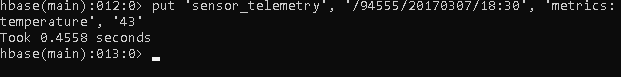 hbase(main):012:0> put 'sensor_telemetry', '/94555/20170307/18:30', 'metrics:
temperature', '43'
Took 0.4558 seconds
hbase(main):013:0>